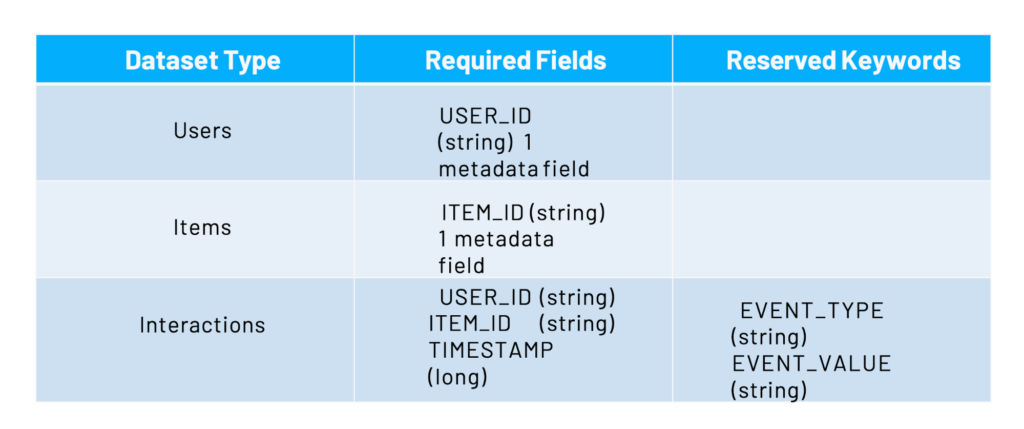 Dataset Type Required Fields Reserved Keywords
Users
USER_ID
(string) 1
metadata field
Items
ITEM_ID (string)
1 metadata
field
Interactions
USER_ID (string)
ITEM_ID (string)
TIMESTAMP
(long)
EVENT_TYPE
(string)
EVENT_VALUE
(string)